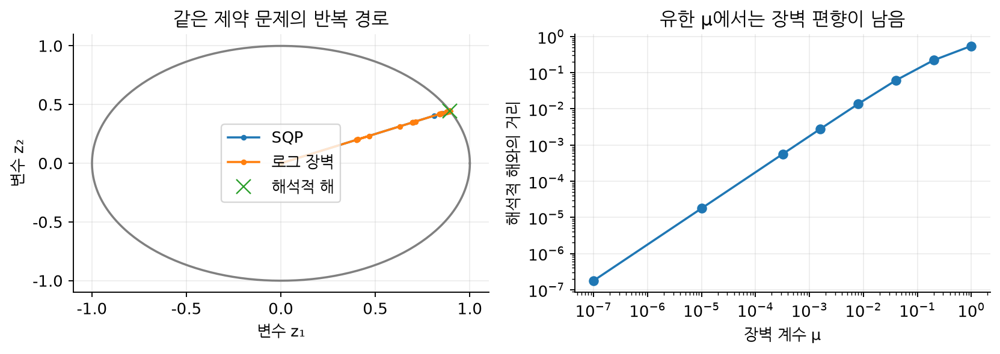 같은 제약 문제의 반복 경로
1.0
0.5
0.0
-0.5
-1.0
변수 z₂
SQP
로그 장벽
해석적 해
-1.0
-0.5
0.0
0.5
1.0
변수 z₁
유한 μ에서는 장벽 편향이 남음
10⁰
10⁻¹
10⁻²
10⁻³
10⁻⁴
10⁻⁵
10⁻⁶
10⁻⁷
해석적 해와의 거리
10⁻⁷
10⁻⁶
10⁻⁵
10⁻⁴
10⁻³
10⁻²
10⁻¹
10⁰
장벽 계수 μ